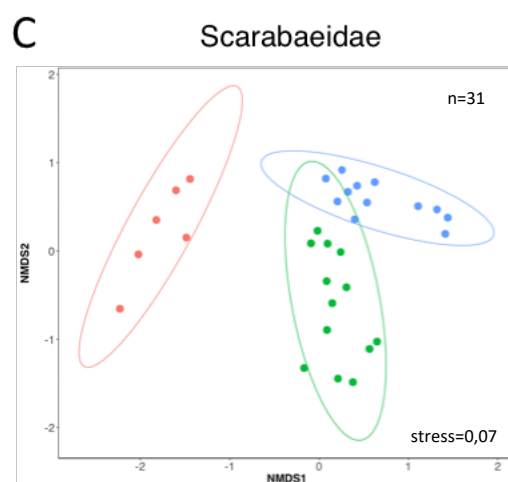 C
Scarabaeidae
n=31
2
1
0
-1
-2
NMDS2
stress=0,07
-2 -1 0 1 2
NMDS1